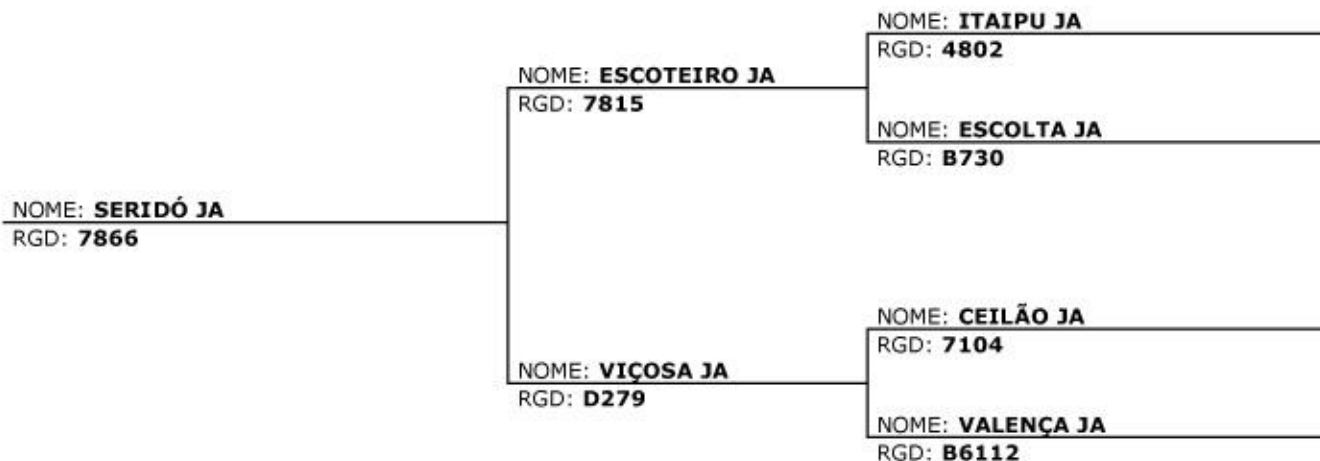 NOME: ITAIPU JA
RGD: 4802
NOME: ESCOTEIRO JA
RGD: 7815
NOME: ESCOLTA JA
RGD: B730
NOME: SERIDÓ JA
RGD: 7866
NOME: CEILÃO JA
RGD: 7104
NOME: VIÇOSA JA
RGD: D279
NOME: VALENÇA JA
RGD: B6112